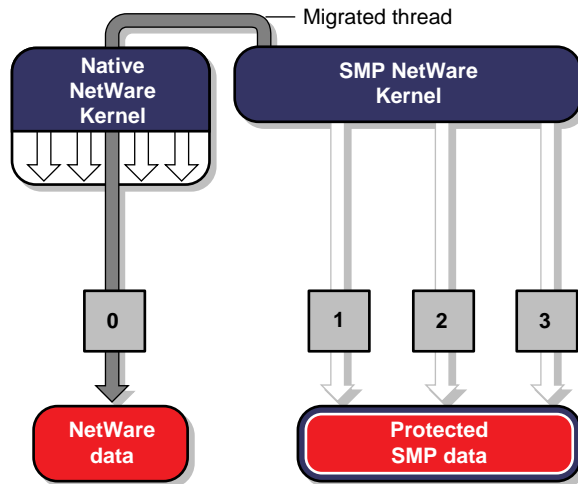 Migrated thread
Native
NetWare
Kernel
SMP NetWare
Kernel
0
1
2
3
NetWare
data
Protected
SMP data